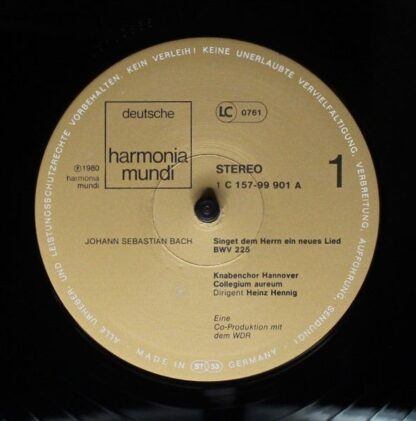 ALLE URHEBER- UND LEISTUNGSSCHUTZRECHTE VORBEHALTEN. KEIN VERLEIH! KEINE UNERLAUBTE VERVIELFÄLTIGUNG, VERBREITUNG, AUFFÜHRUNG, SENDUNG!
deutsche
harmonia
mundi
LC 0761
℗ 1980
harmonia
mundi
STEREO
1 C 157-99 901 A
1
JOHANN SEBASTIAN BACH
Singet dem Herrn ein neues Lied
BWV 225
Knabenchor Hannover
Collegium aureum
Dirigent Heinz Hennig
Eine
Co-Produktion mit
dem WDR
MADE IN GERMANY
ST 33